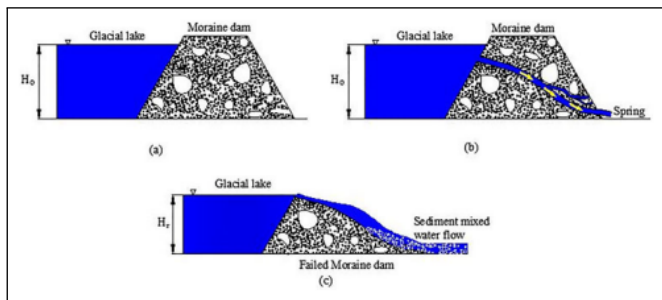 Moraine dam
Glacial lake
H₀
(a)
Moraine dam
Glacial lake
H₀
Spring
(b)
Glacial lake
Hr
Sediment mixed
water flow
Failed Moraine dam
(c)